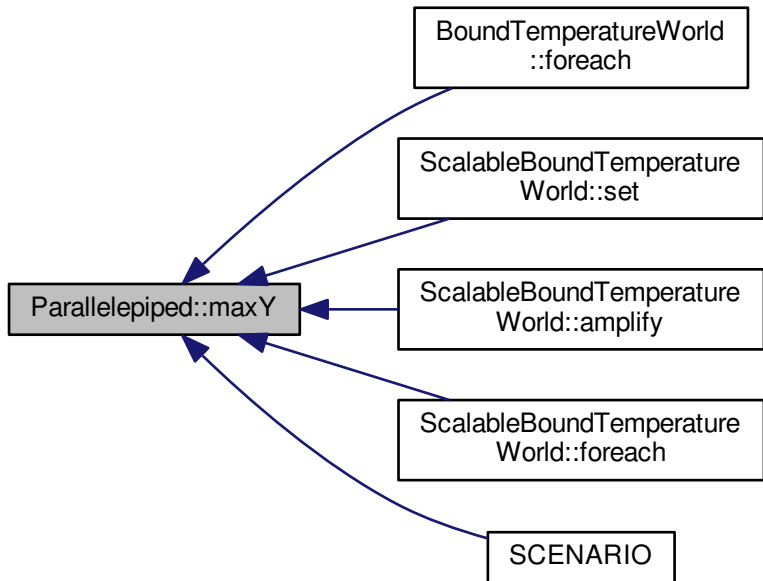 BoundTemperatureWorld
::foreach
ScalableBoundTemperature
World::set
Parallelepiped::maxY
ScalableBoundTemperature
World::amplify
ScalableBoundTemperature
World::foreach
SCENARIO